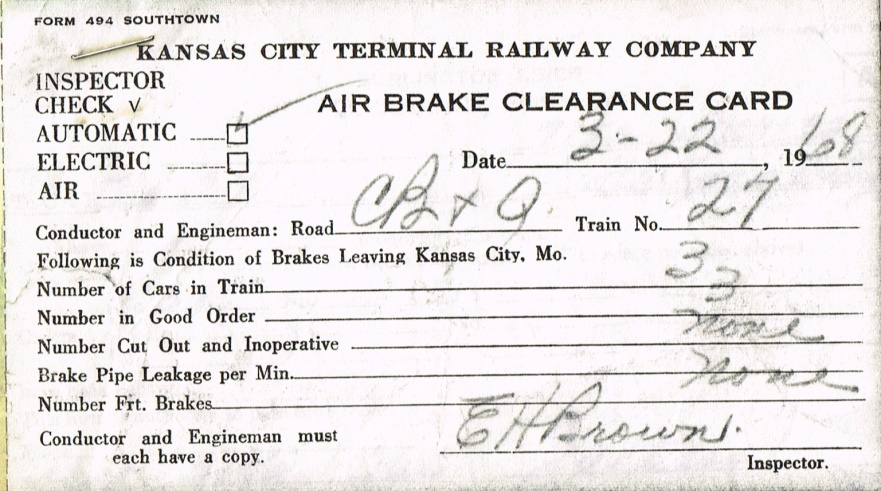 FORM 494 SOUTHTOWN
KANSAS CITY TERMINAL RAILWAY COMPANY
INSPECTOR
CHECK √
AIR BRAKE CLEARANCE CARD
AUTOMATIC
ELECTRIC
Date 3-22, 1968
AIR
Conductor and Engineman: Road CB+Q Train No. 27
Following is Condition of Brakes Leaving Kansas City, Mo.
Number of Cars in Train 3
Number in Good Order 3
Number Cut Out and Inoperative none
Brake Pipe Leakage per Min. none
Number Frt. Brakes
Conductor and Engineman must
each have a copy.
EH Brown.
Inspector.